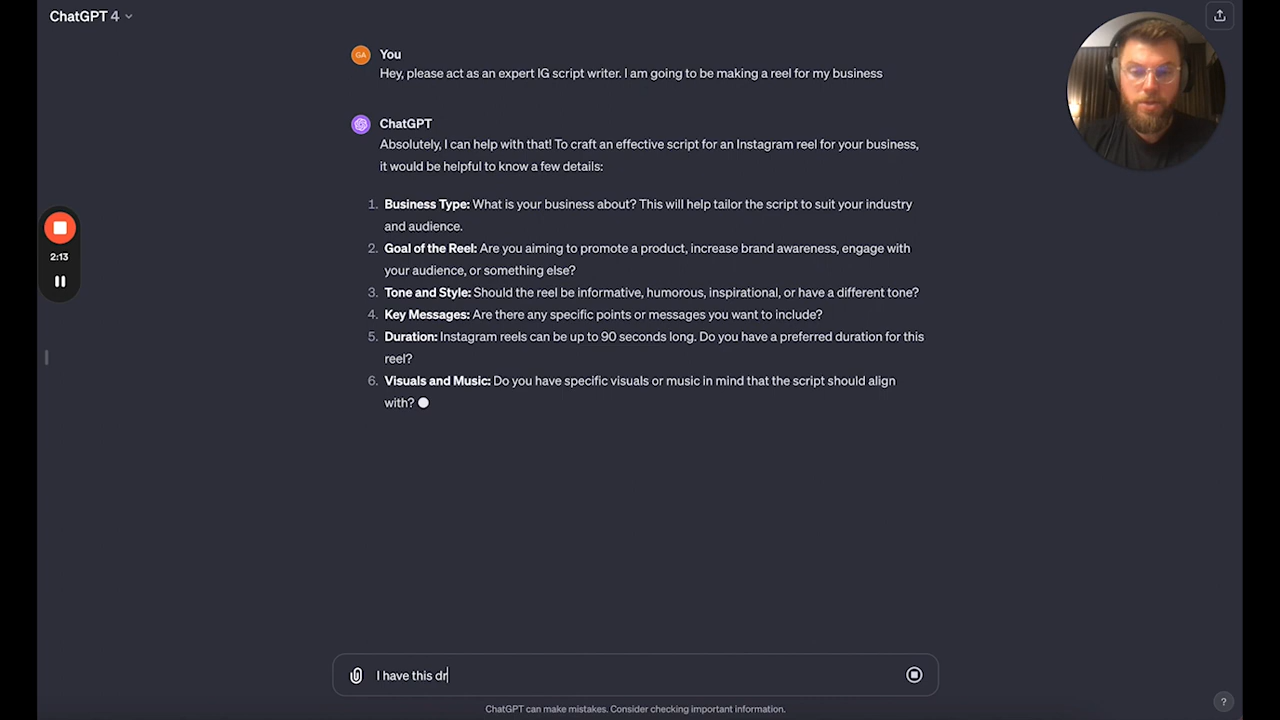 ChatGPT 4
GA
You
Hey, please act as an expert IG script writer. I am going to be making a reel for my business
ChatGPT
Absolutely, I can help with that! To craft an effective script for an Instagram reel for your business,
it would be helpful to know a few details:
1. Business Type: What is your business about? This will help tailor the script to suit your industry
and audience.
2. Goal of the Reel: Are you aiming to promote a product, increase brand awareness, engage with
your audience, or something else?
3. Tone and Style: Should the reel be informative, humorous, inspirational, or have a different tone?
4. Key Messages: Are there any specific points or messages you want to include?
5. Duration: Instagram reels can be up to 90 seconds long. Do you have a preferred duration for this
reel?
6. Visuals and Music: Do you have specific visuals or music in mind that the script should align
with?
2:13
I have this dr
ChatGPT can make mistakes. Consider checking important information.
?